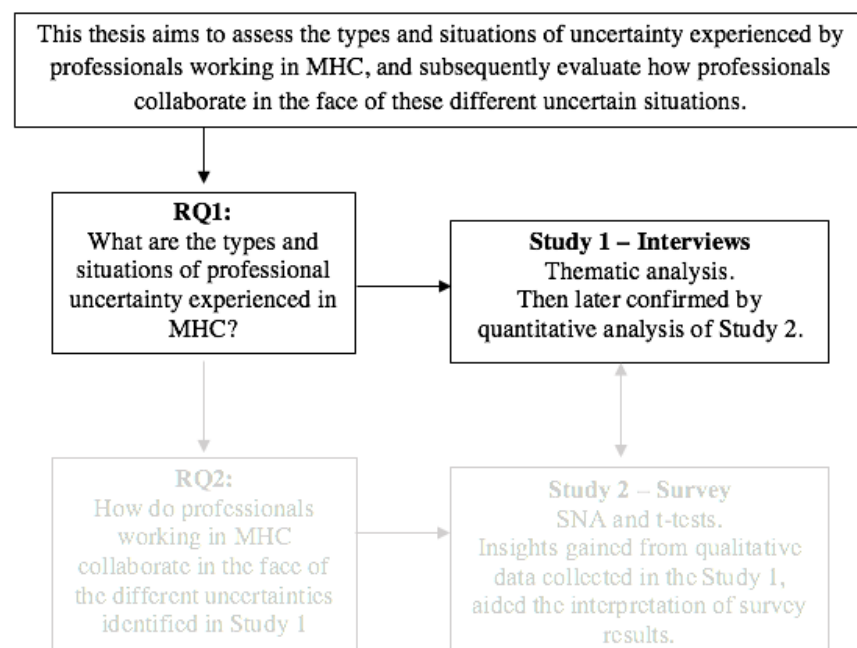 This thesis aims to assess the types and situations of uncertainty experienced by
professionals working in MHC, and subsequently evaluate how professionals
collaborate in the face of these different uncertain situations.
RQ1:
What are the types and
situations of professional
uncertainty experienced in
MHC?
Study 1 – Interviews
Thematic analysis.
Then later confirmed by
quantitative analysis of Study 2.
RQ2:
How do professionals
working in MHC
collaborate in the face of
the different uncertainties
identified in Study 1
Study 2 – Survey
SNA and t-tests.
Insights gained from qualitative
data collected in the Study 1,
aided the interpretation of survey
results.